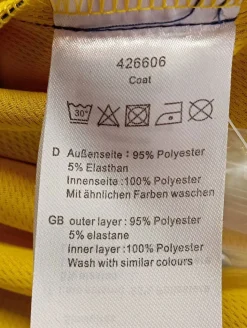 426606
Coat
30°
D Außenseite : 95% Polyester
5% Elasthan
Innenseite :100% Polyester
Mit ähnlichen Farben waschen
GB outer layer : 95% Polyester
5% elastane
inner layer:100% Polyester
Wash with similar colours